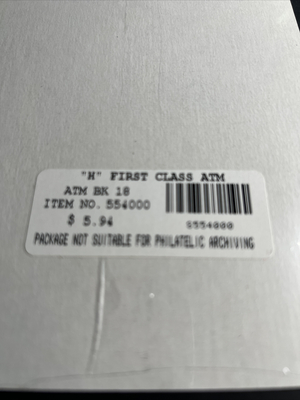 "H" FIRST CLASS ATM
ATM BK 18
ITEM NO. 554000
$ 5.94
5554000
PACKAGE NOT SUITABLE FOR PHILATELIC ARCHIVING